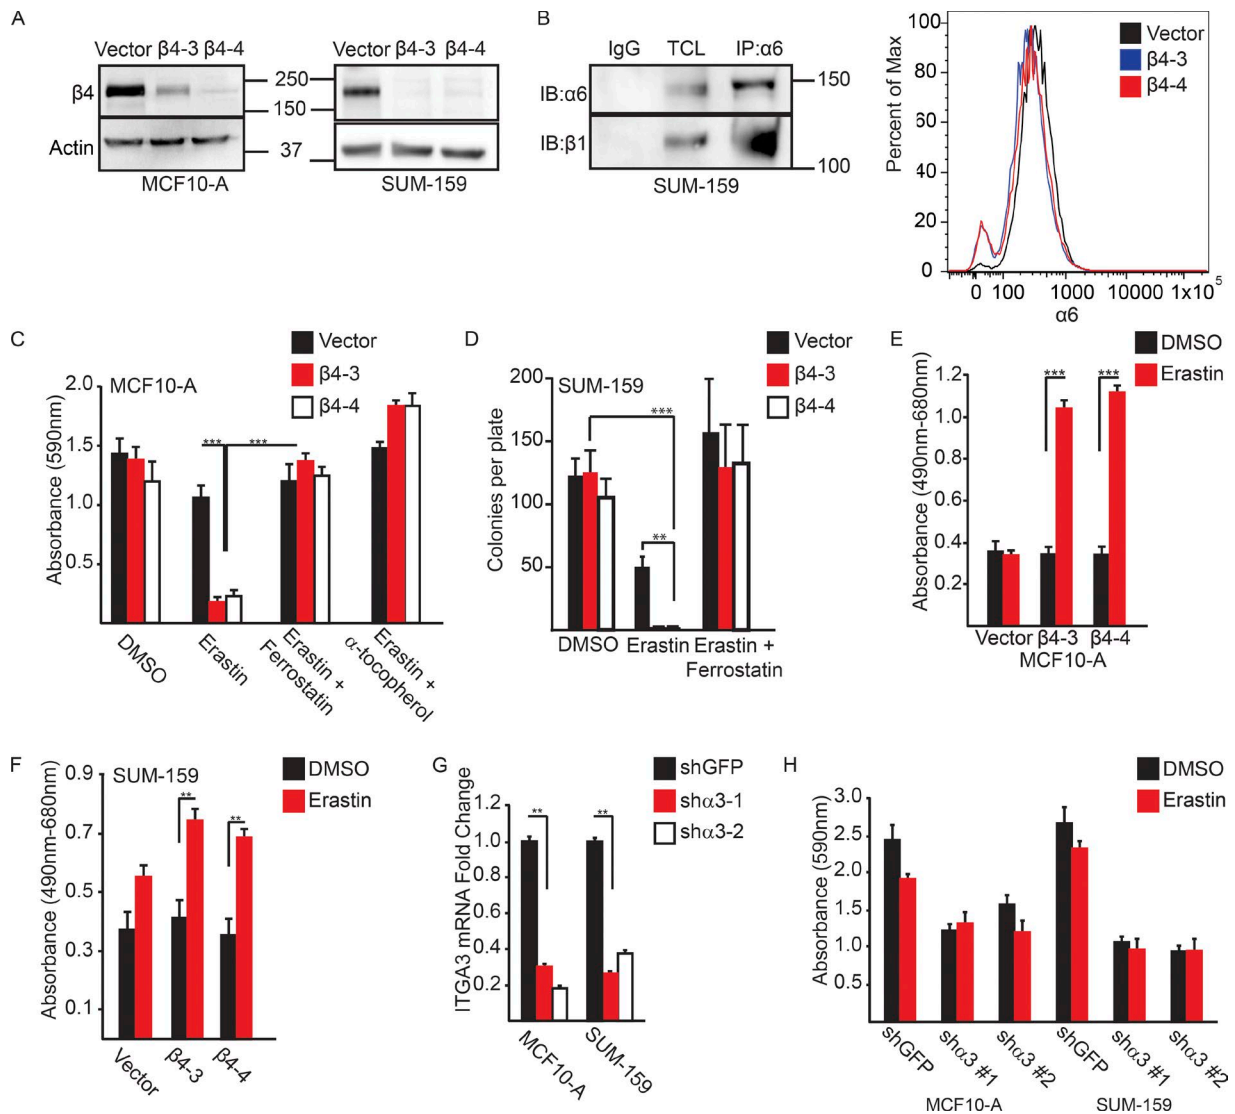 A
Vector β4-3 β4-4
β4
Actin
250
150
37
MCF10-A
Vector β4-3 β4-4
SUM-159
B
IgG TCL IP:α6
IB:α6
IB:β1
150
100
SUM-159
Percent of Max
100
80
60
40
20
0
0 100 1000 10000 1x10⁵
α6
Vector
β4-3
β4-4
C
MCF10-A
Vector
β4-3
β4-4
Absorbance (590nm)
2.0
1.5
1.0
0.5
*** ***
DMSO
Erastin
Erastin +
Ferrostatin
Erastin +
α-tocopherol
D
SUM-159
Vector
β4-3
β4-4
Colonies per plate
200
150
100
50
***
**
DMSO Erastin Erastin +
Ferrostatin
E
DMSO
Erastin
Absorbance (490nm-680nm)
1.2
1.0
0.8
0.6
0.4
0.2
*** ***
Vector β4-3 β4-4
MCF10-A
F
SUM-159
DMSO
Erastin
Absorbance (490nm-680nm)
0.9
0.7
0.5
0.3
0.1
** **
Vector
β4-3
β4-4
G
shGFP
shα3-1
shα3-2
ITGA3 mRNA Fold Change
1.2
1.0
0.8
0.6
0.4
0.2
** **
MCF10-A
SUM-159
H
DMSO
Erastin
Absorbance (590nm)
3.0
2.5
2.0
1.5
1.0
0.5
shGFP
shα3 #1
shα3 #2
shGFP
shα3 #1
shα3 #2
MCF10-A SUM-159